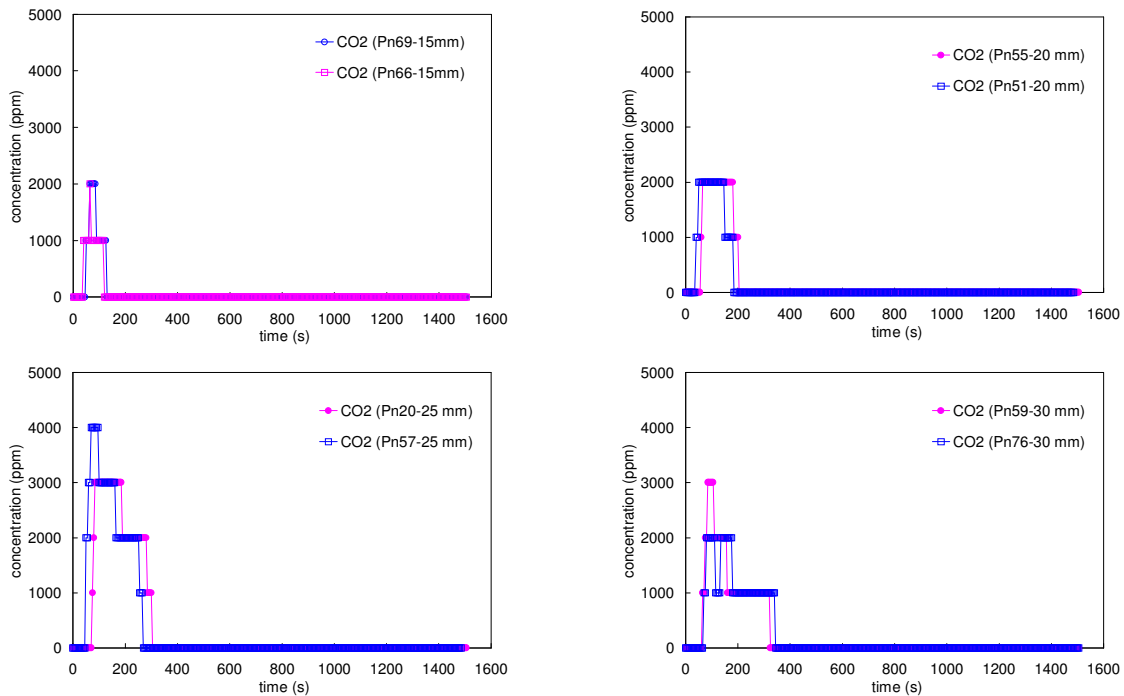 5000
4000
3000
2000
1000
0
concentration (ppm)
CO2 (Pn69-15mm)
CO2 (Pn66-15mm)
0 200 400 600 800 1000 1200 1400 1600
time (s)
5000
4000
3000
2000
1000
0
concentration (ppm)
CO2 (Pn55-20 mm)
CO2 (Pn51-20 mm)
0 200 400 600 800 1000 1200 1400 1600
time (s)
5000
4000
3000
2000
1000
0
concentration (ppm)
CO2 (Pn20-25 mm)
CO2 (Pn57-25 mm)
0 200 400 600 800 1000 1200 1400 1600
time (s)
5000
4000
3000
2000
1000
0
concentration (ppm)
CO2 (Pn59-30 mm)
CO2 (Pn76-30 mm)
0 200 400 600 800 1000 1200 1400 1600
time (s)